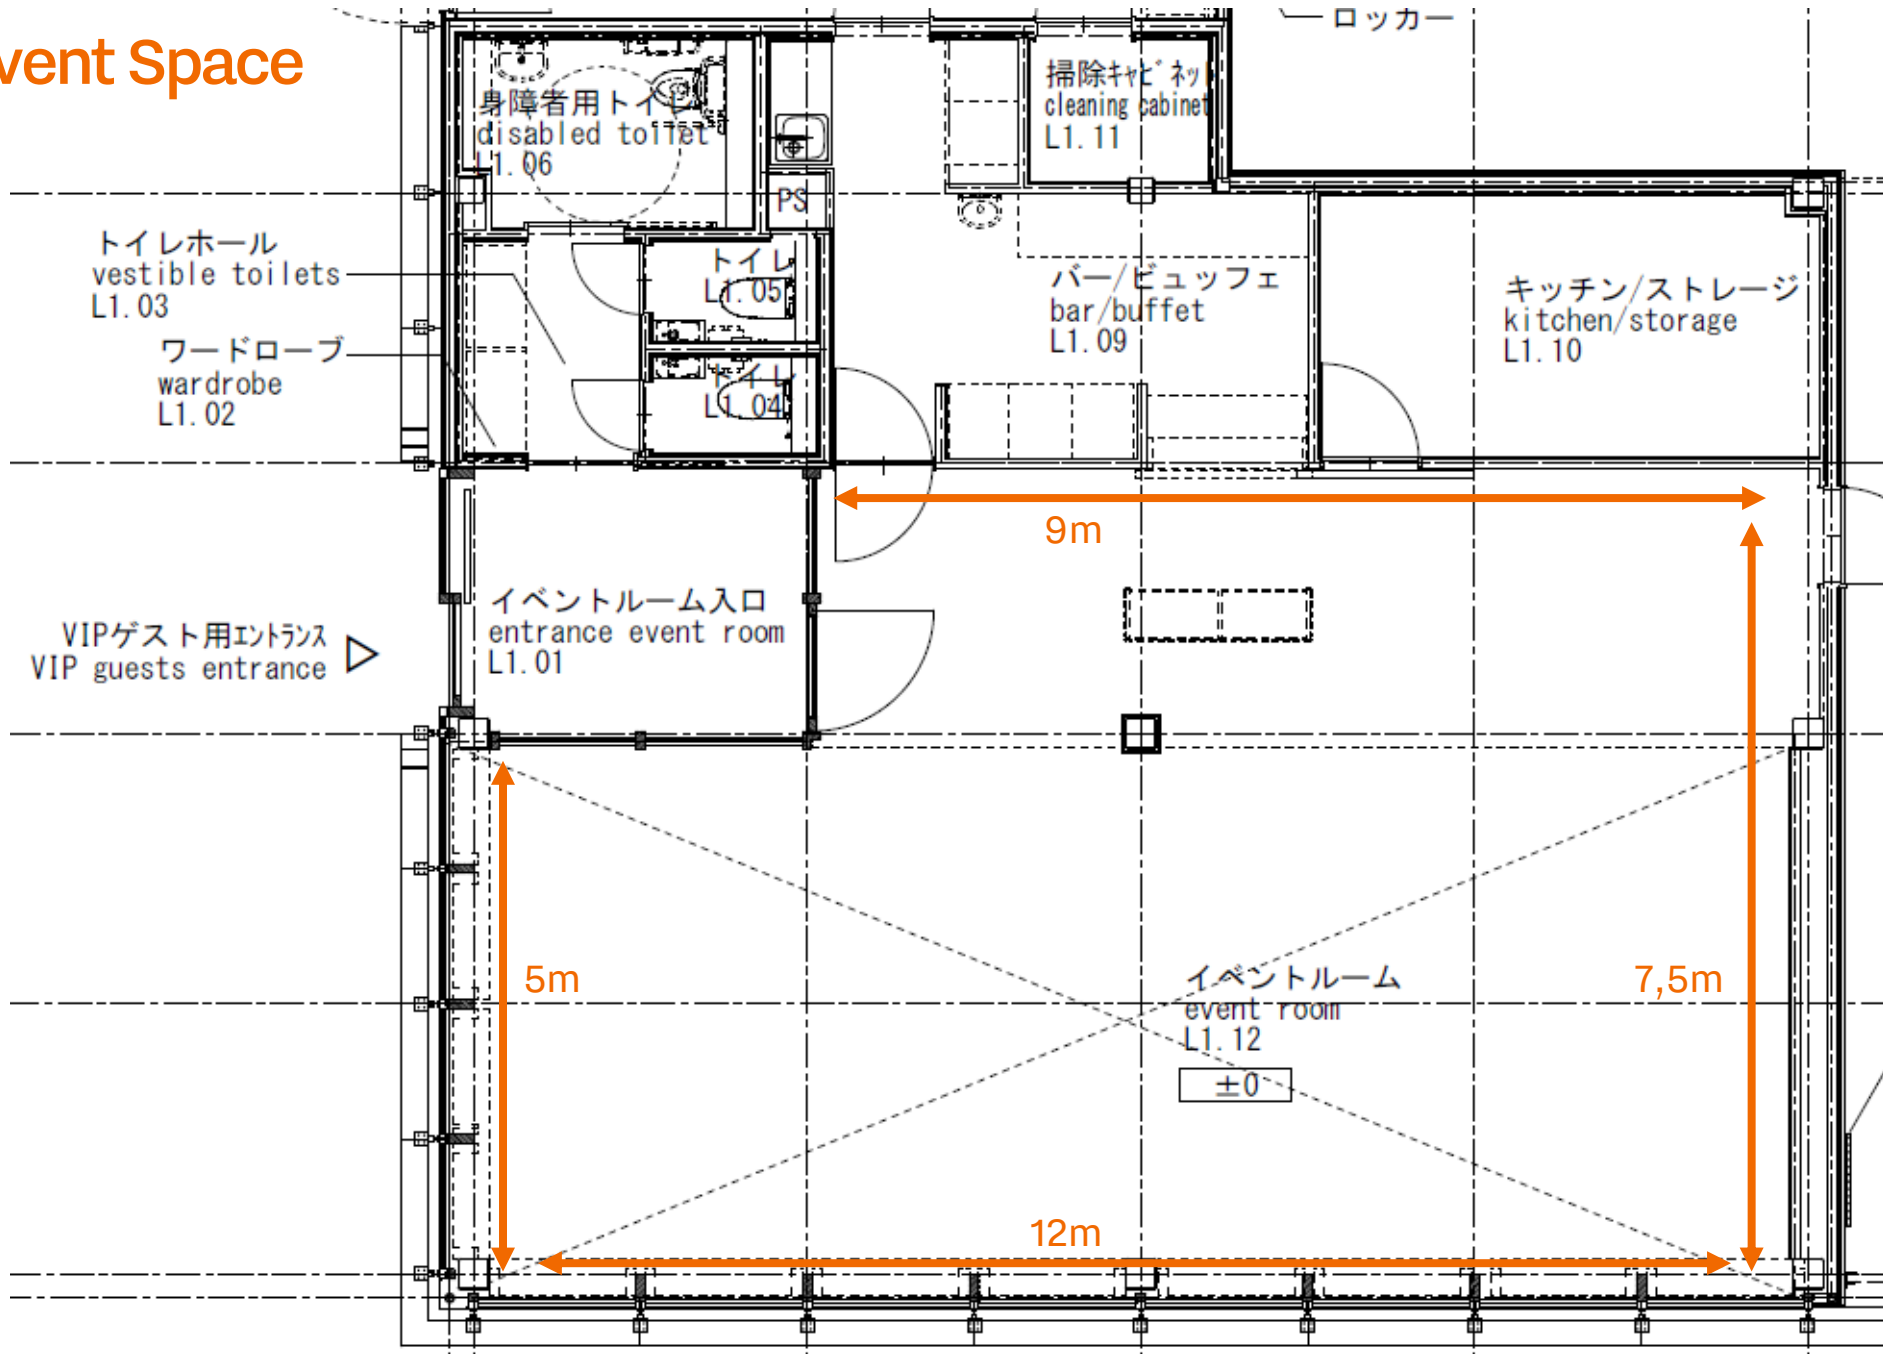 vent Space
ロッカー
身障者用トイレ
disabled toilet
L1.06
掃除キャビネッ
cleaning cabinet
L1.11
PS
トイレホール
vestible toilets
L1.03
トイレ
L1.05
バー/ビュッフェ
bar/buffet
L1.09
キッチン/ストレージ
kitchen/storage
L1.10
ワードローブ
wardrobe
L1.02
トイレ
L1.04
9m
イベントルーム入口
entrance event room
L1.01
VIPゲスト用エントランス
VIP guests entrance
5m
イベントルーム
event room
L1.12
±0
7,5m
12m